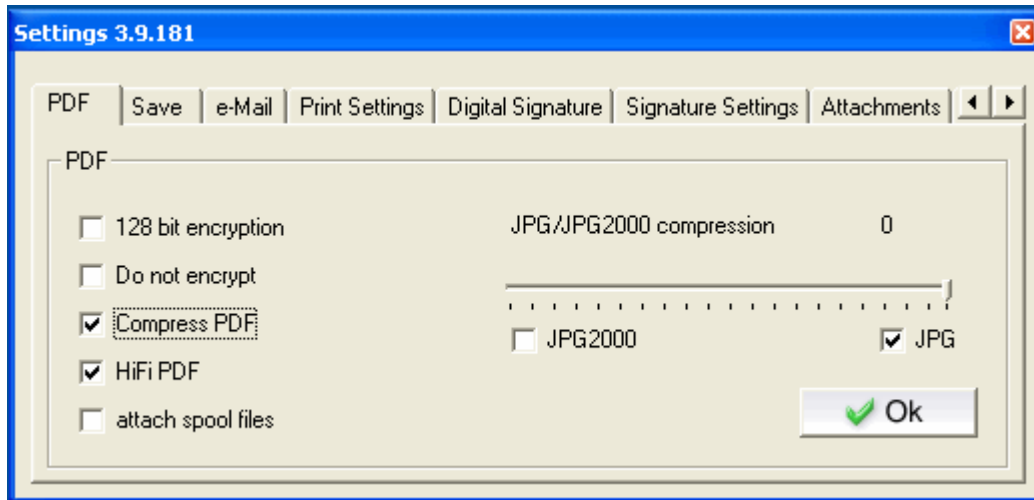 Settings 3.9.181
PDF Save e-Mail Print Settings Digital Signature Signature Settings Attachments
PDF
128 bit encryption JPG/JPG2000 compression 0
Do not encrypt
Compress PDF
JPG2000 JPG
HiFi PDF
attach spool files
Ok